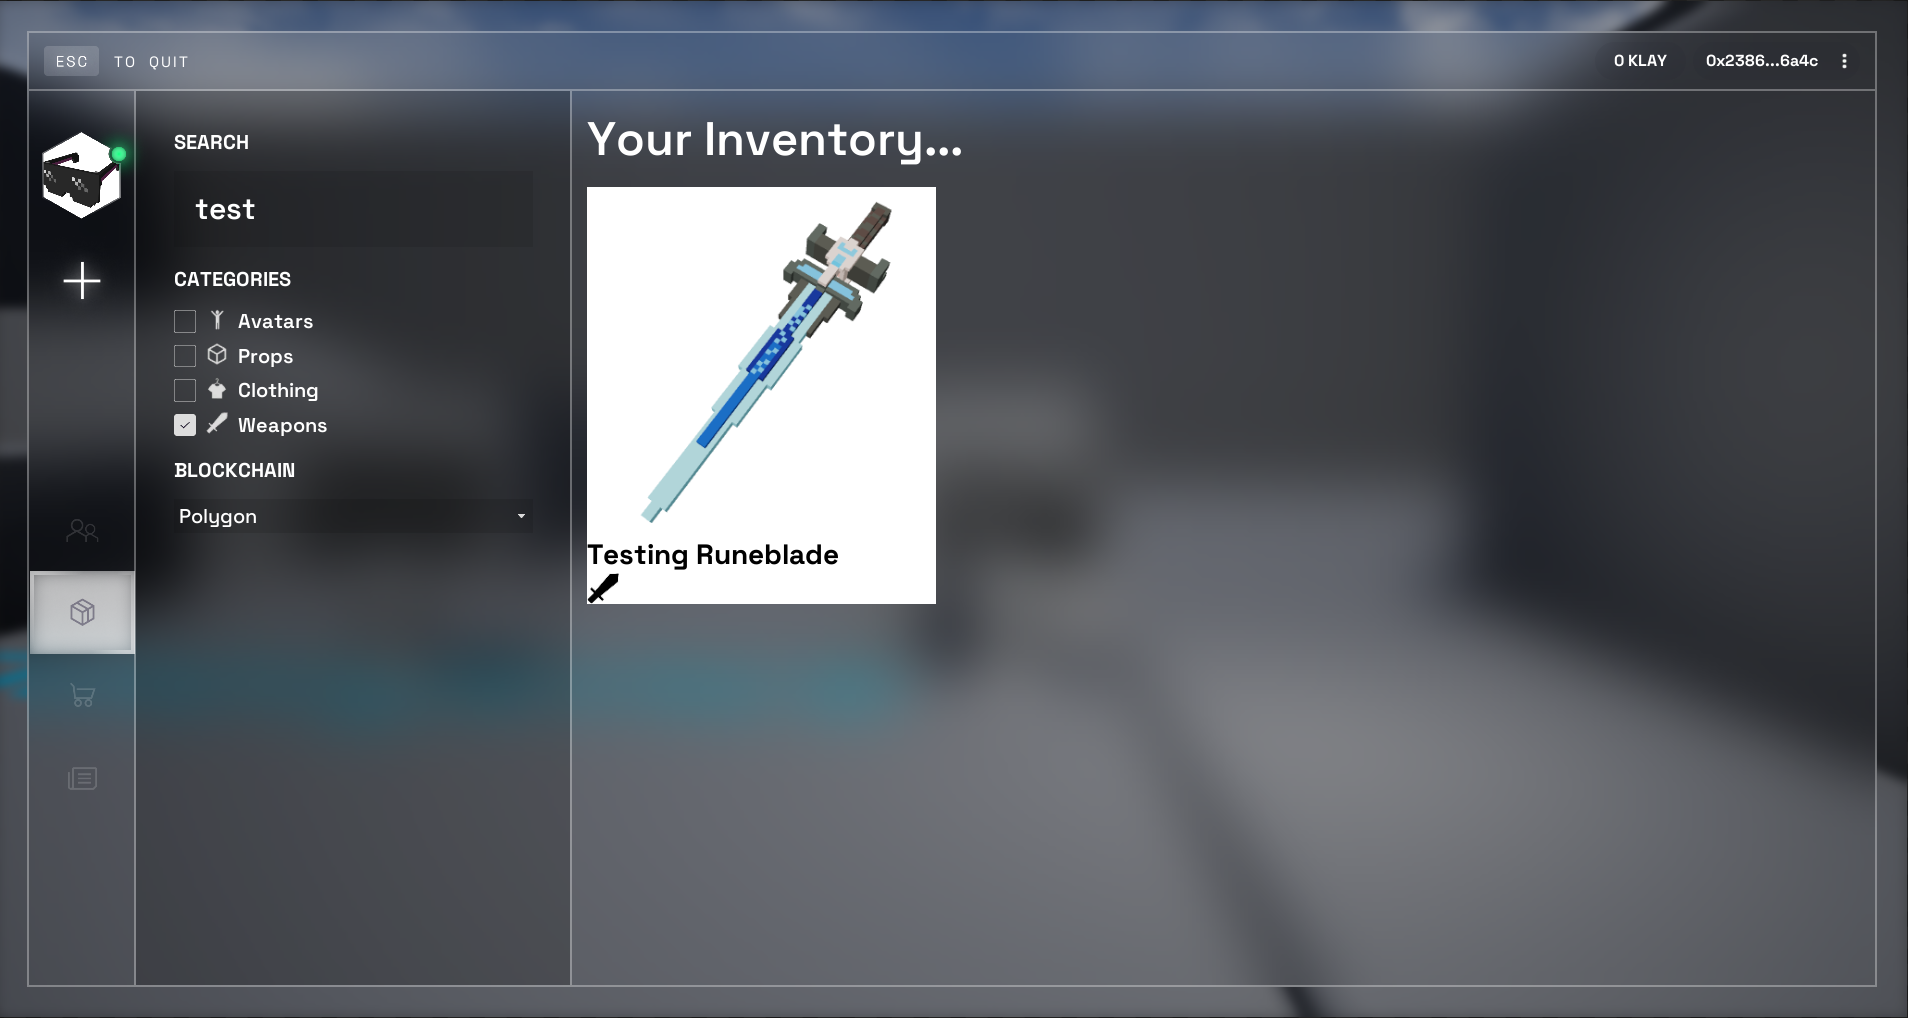 ESC TO QUIT
0 KLAY 0x2386...6a4c
SEARCH
test
CATEGORIES
Avatars
Props
Clothing
Weapons
BLOCKCHAIN
Polygon
Your Inventory...
Testing Runeblade